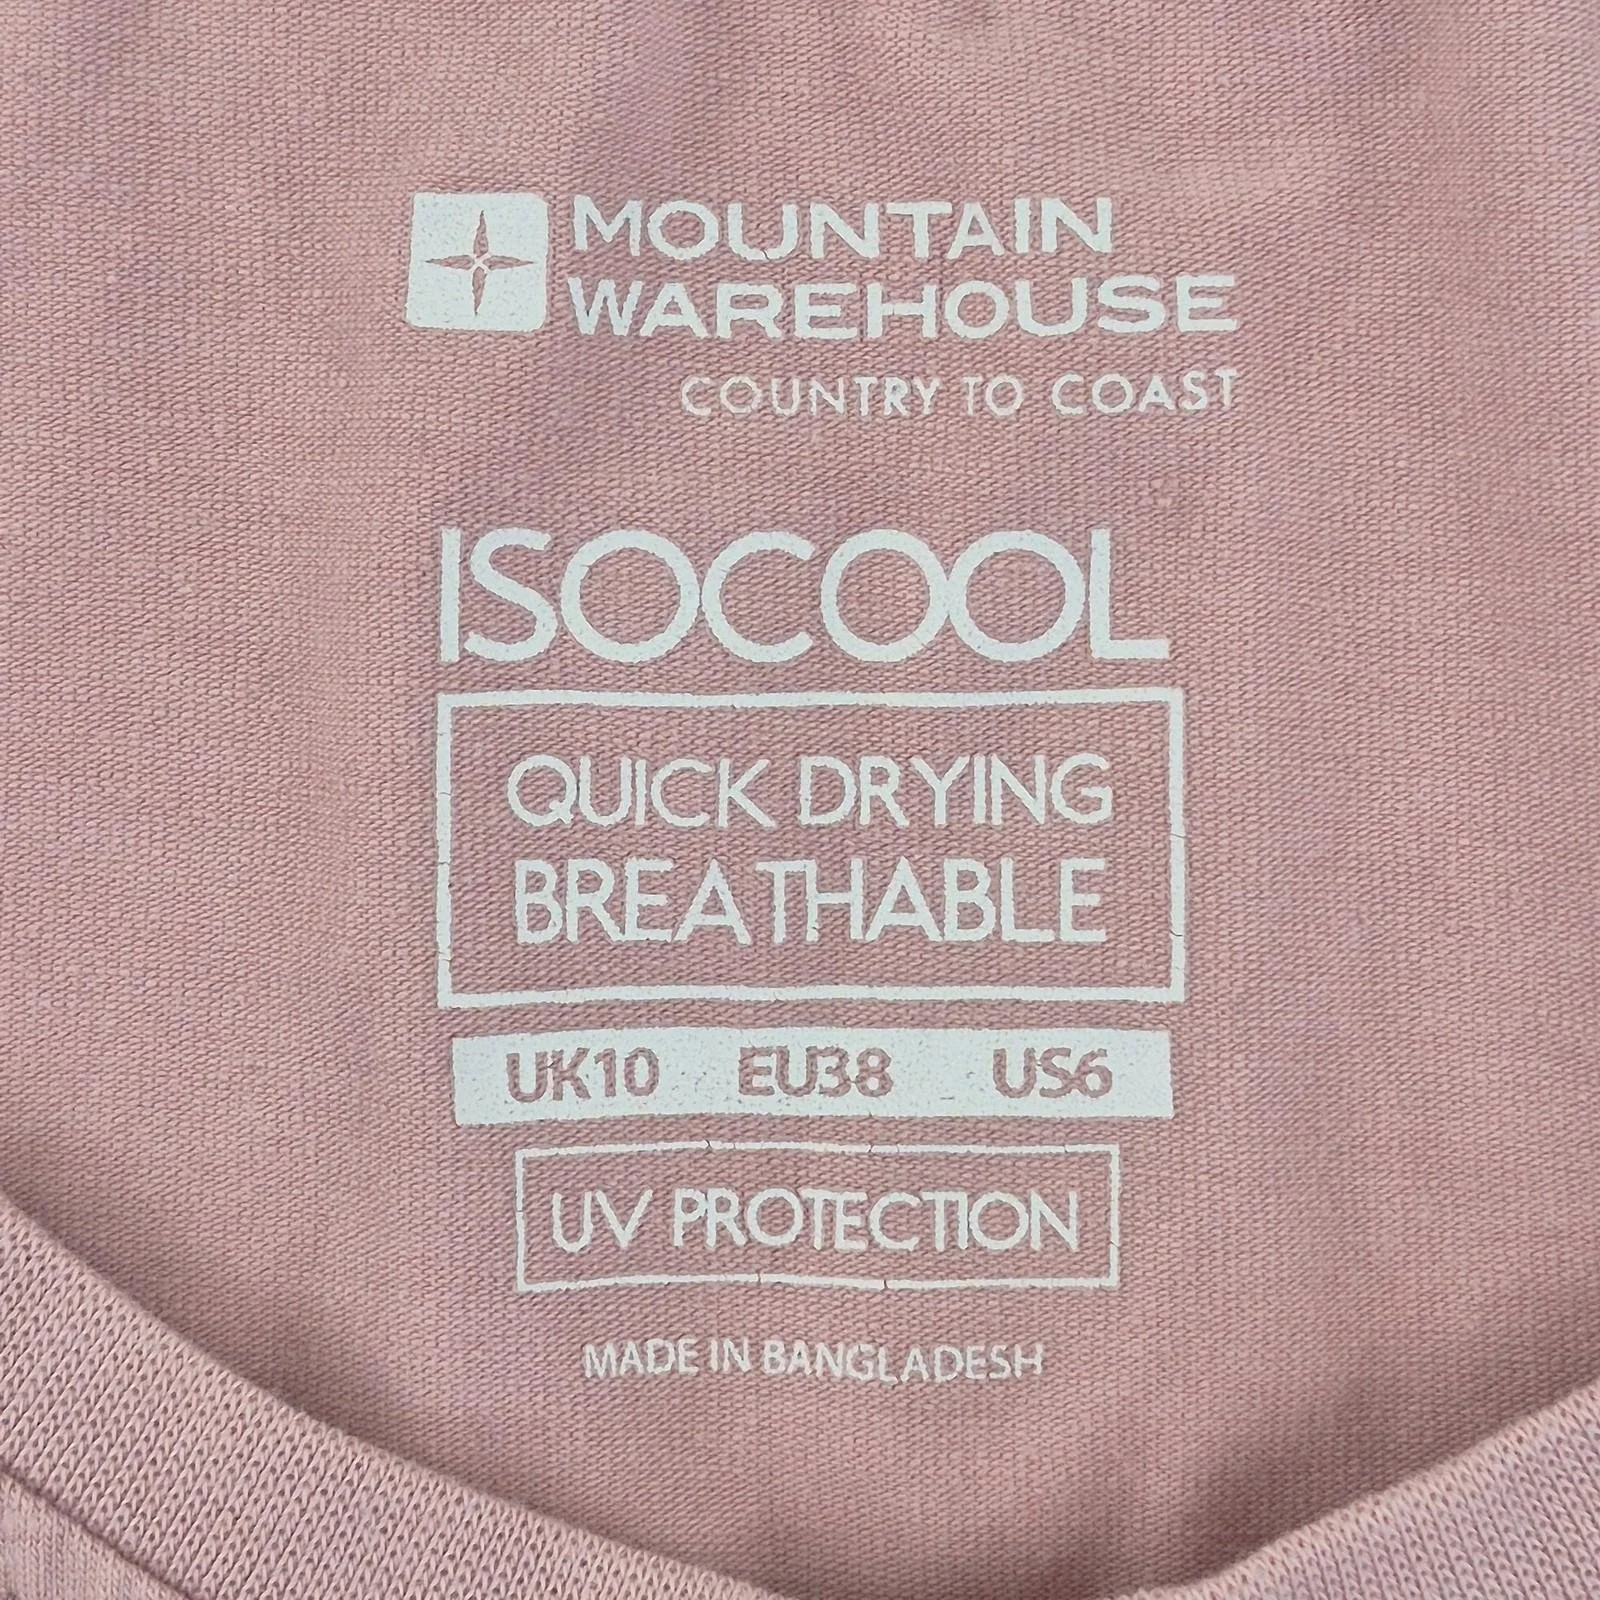 MOUNTAIN
WAREHOUSE
COUNTRY TO COAST
ISOCOOL
QUICK DRYING
BREATHABLE
UK10 EU38 US6
UV PROTECTION
MADE IN BANGLADESH